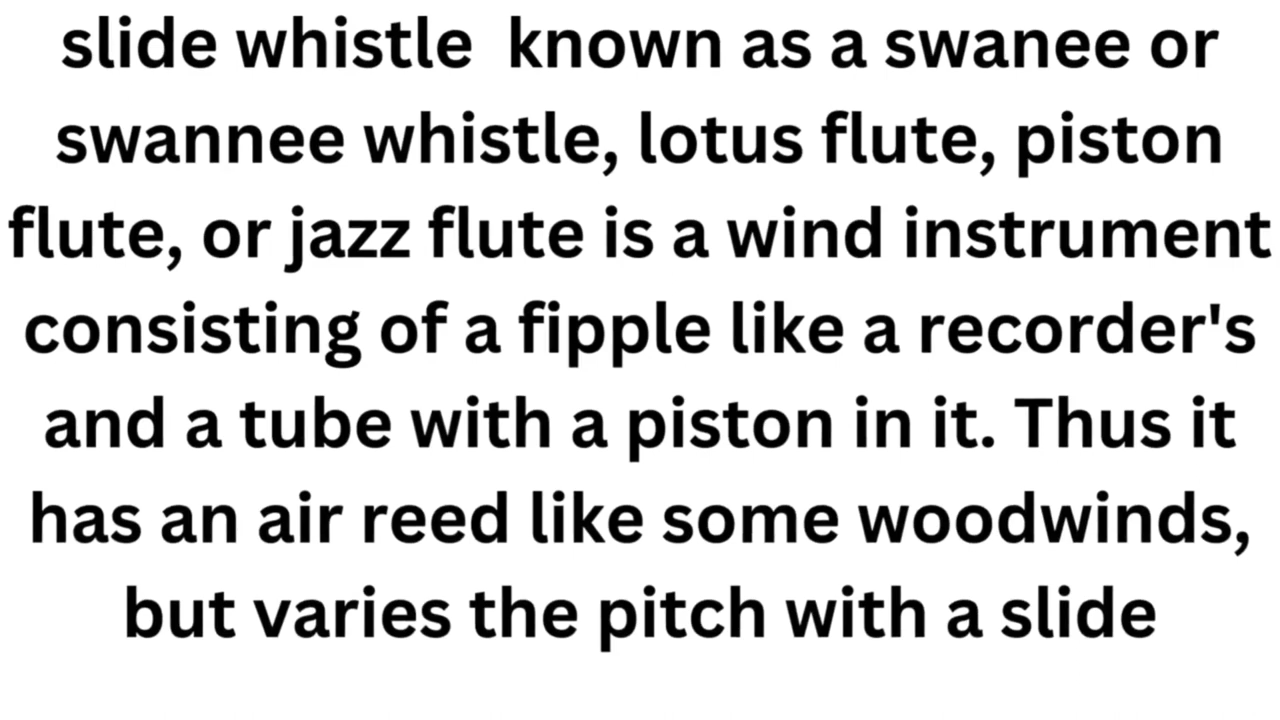 slide whistle  known as a swanee or
swannee whistle, lotus flute, piston
flute, or jazz flute is a wind instrument
consisting of a fipple like a recorder's
and a tube with a piston in it. Thus it
has an air reed like some woodwinds,
but varies the pitch with a slide